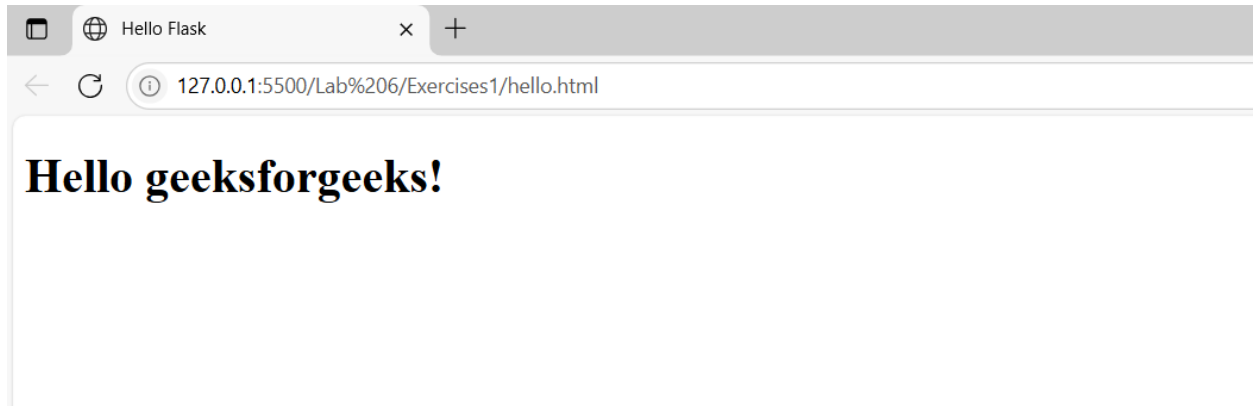 Hello Flask
127.0.0.1:5500/Lab%206/Exercises1/hello.html
Hello geeksforgeeks!